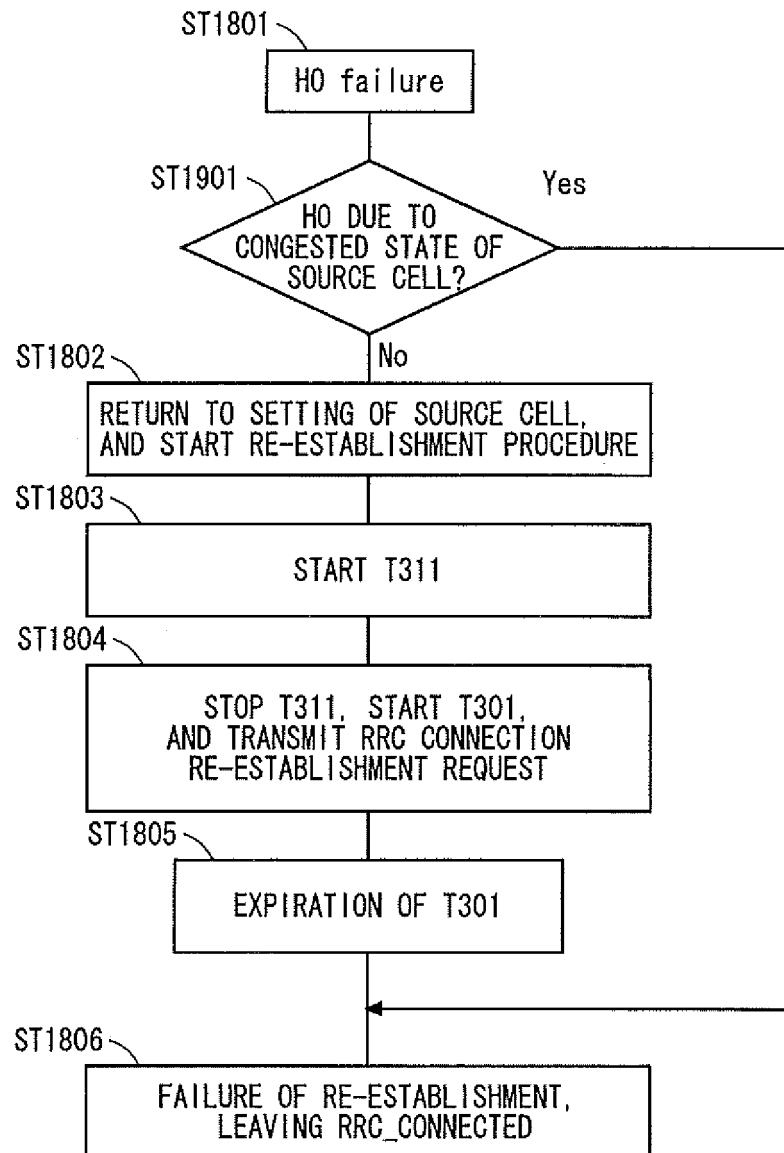 ST1801
HO failure
ST1901
Yes
HO DUE TO
CONGESTED STATE OF
SOURCE CELL?
No
ST1802
RETURN TO SETTING OF SOURCE CELL,
AND START RE-ESTABLISHMENT PROCEDURE
ST1803
START T311
ST1804
STOP T311, START T301,
AND TRANSMIT RRC CONNECTION
RE-ESTABLISHMENT REQUEST
ST1805
EXPIRATION OF T301
ST1806
FAILURE OF RE-ESTABLISHMENT,
LEAVING RRC_CONNECTED